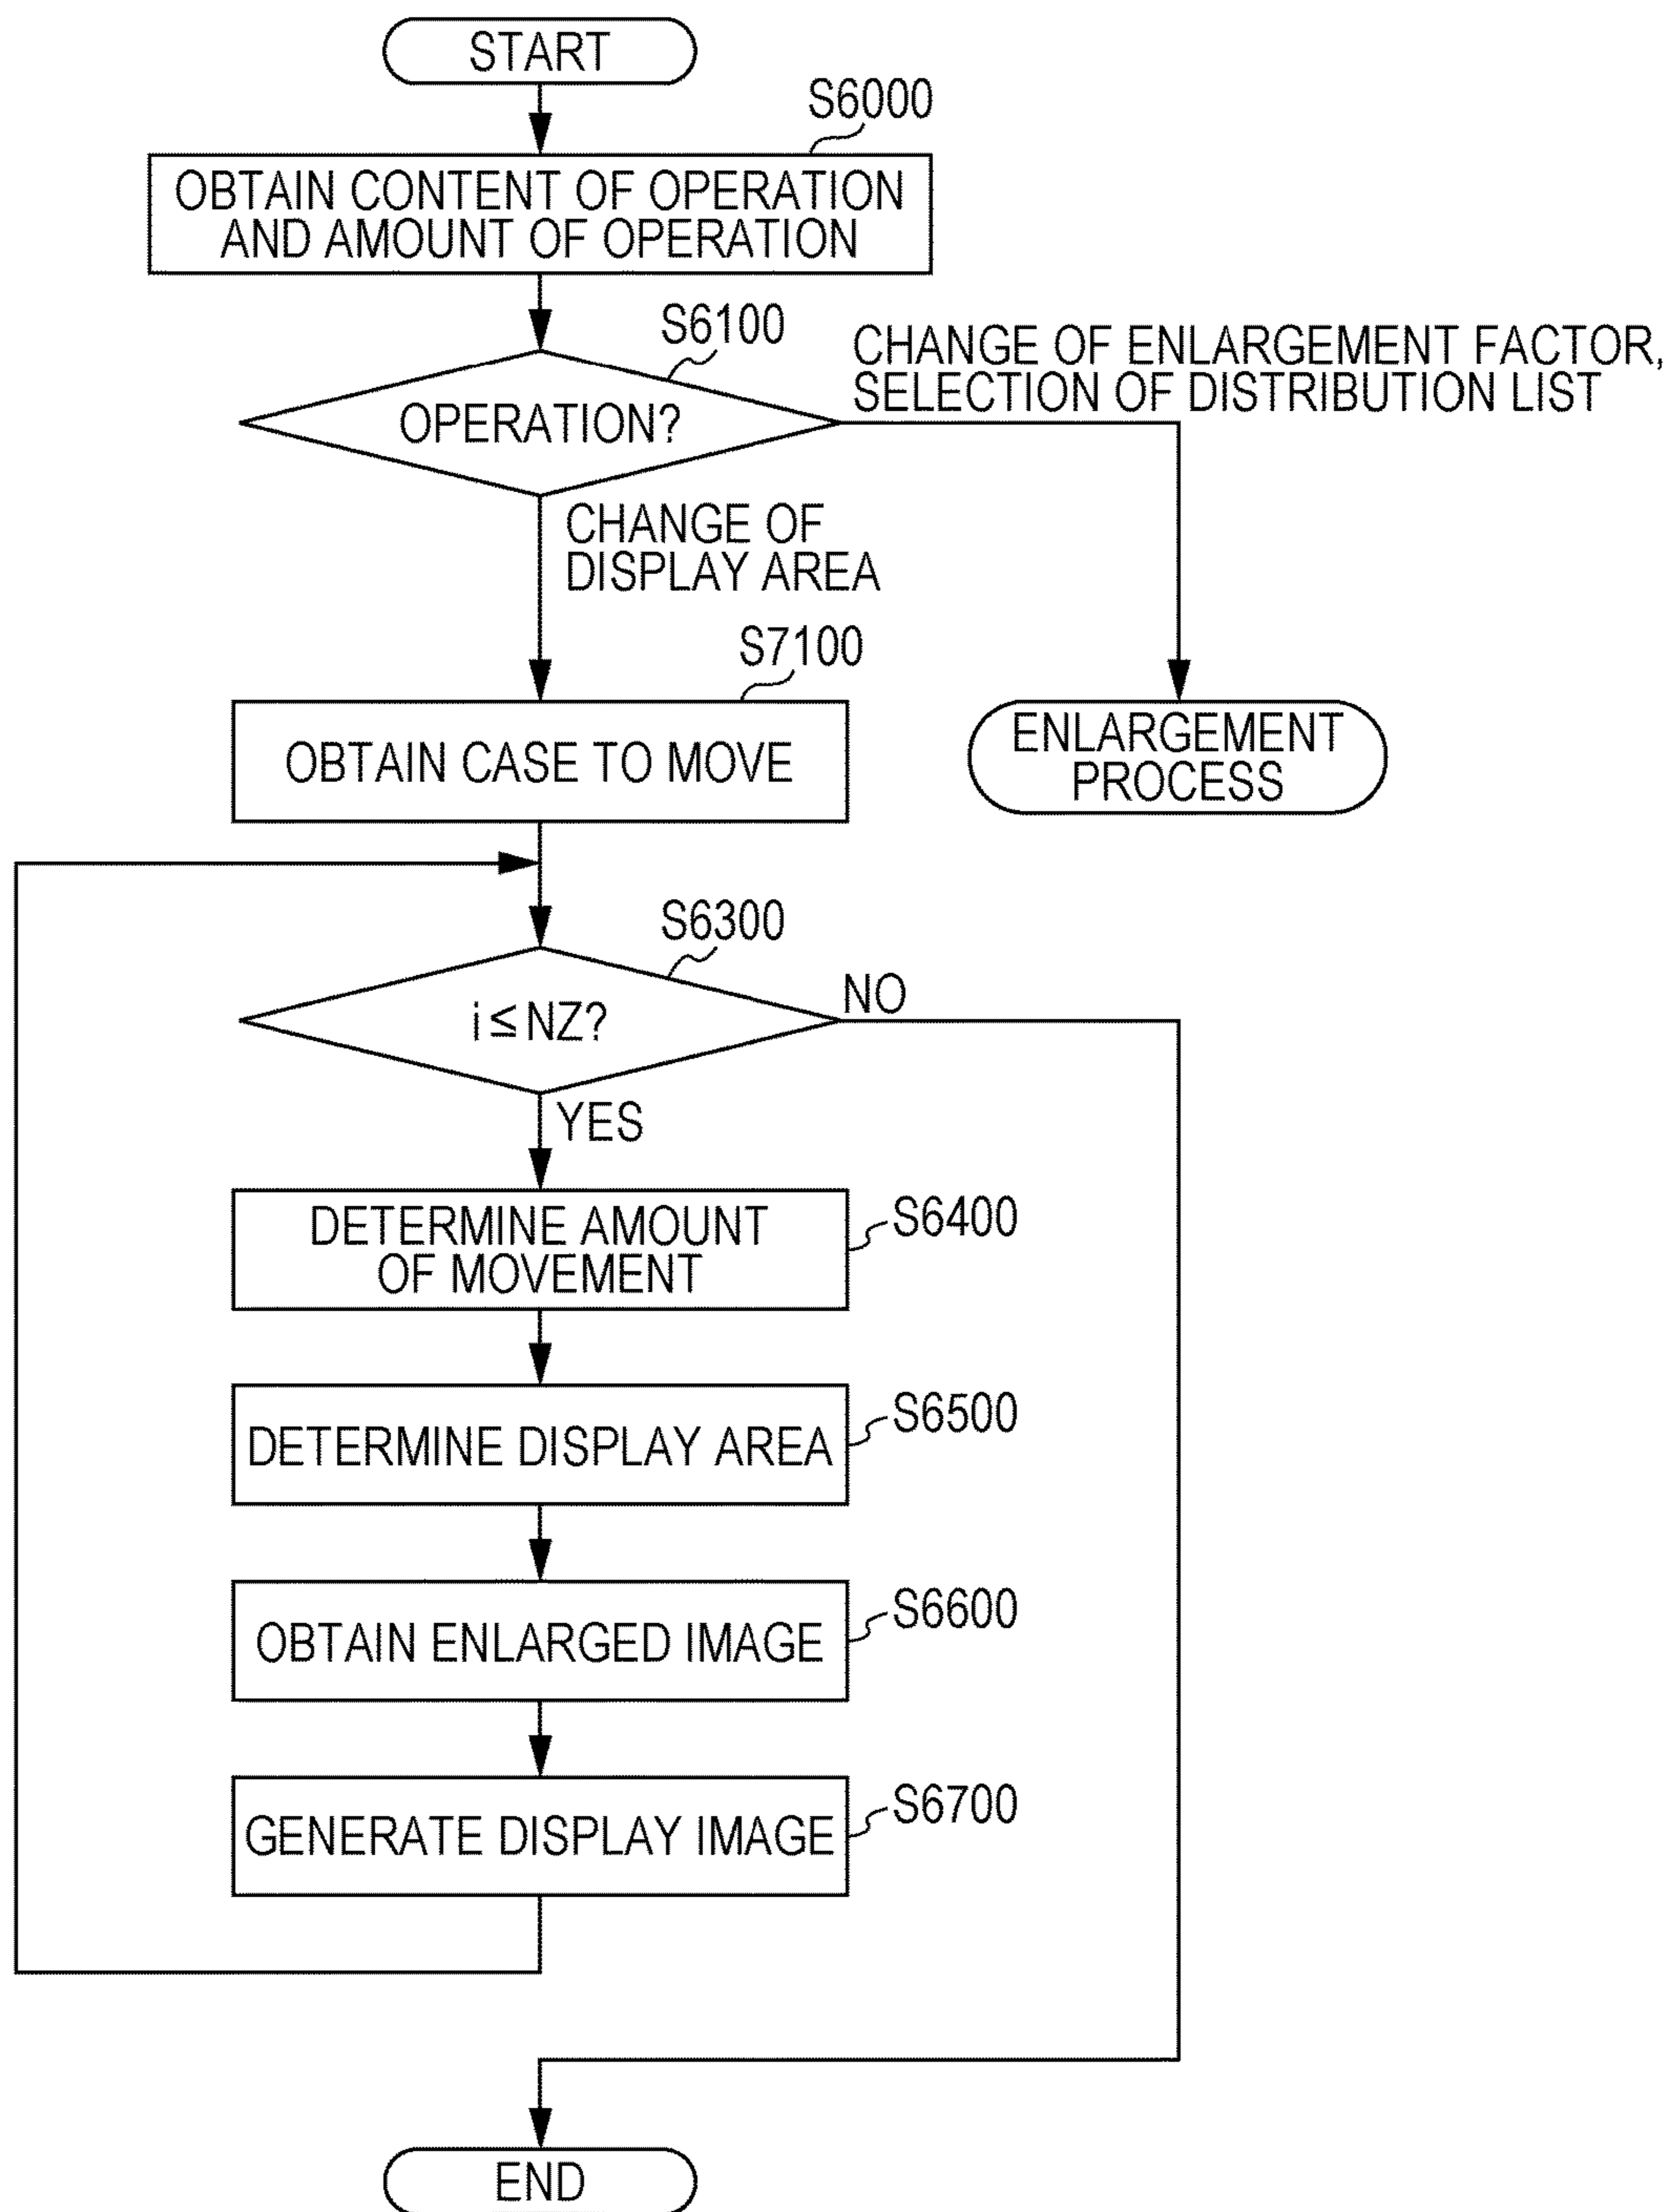 START
S6000
OBTAIN CONTENT OF OPERATION
AND AMOUNT OF OPERATION
S6100
OPERATION?
CHANGE OF ENLARGEMENT FACTOR,
SELECTION OF DISTRIBUTION LIST
CHANGE OF
DISPLAY AREA
S7100
OBTAIN CASE TO MOVE
ENLARGEMENT
PROCESS
S6300
i ≤ NZ?
NO
YES
DETERMINE AMOUNT
OF MOVEMENT
S6400
DETERMINE DISPLAY AREA
S6500
OBTAIN ENLARGED IMAGE
S6600
GENERATE DISPLAY IMAGE
S6700
END